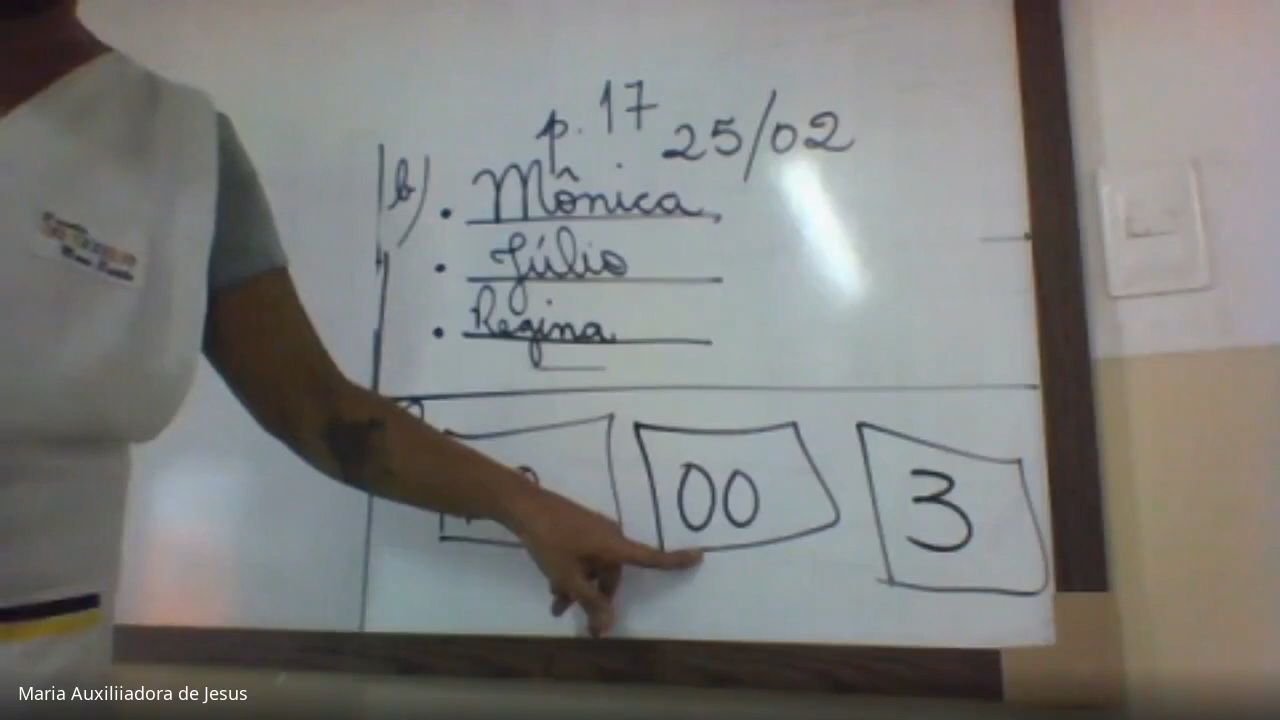 p. 17 25/02
b) . Mônica
. Júlio
. Regina
00 3
Maria Auxiliiadora de Jesus